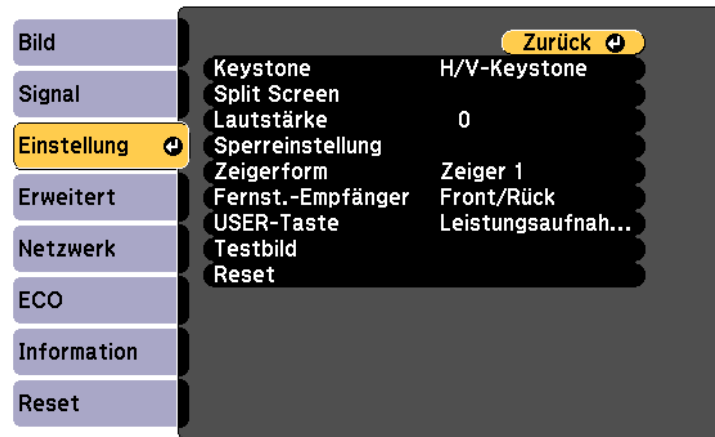 Bild
Signal
Einstellung
Erweitert
Netzwerk
ECO
Information
Reset
Zurück
Keystone H/V-Keystone
Split Screen
Lautstärke 0
Sperreinstellung
Zeigerform Zeiger 1
Fernst.-Empfänger Front/Rück
USER-Taste Leistungsaufnah...
Testbild
Reset